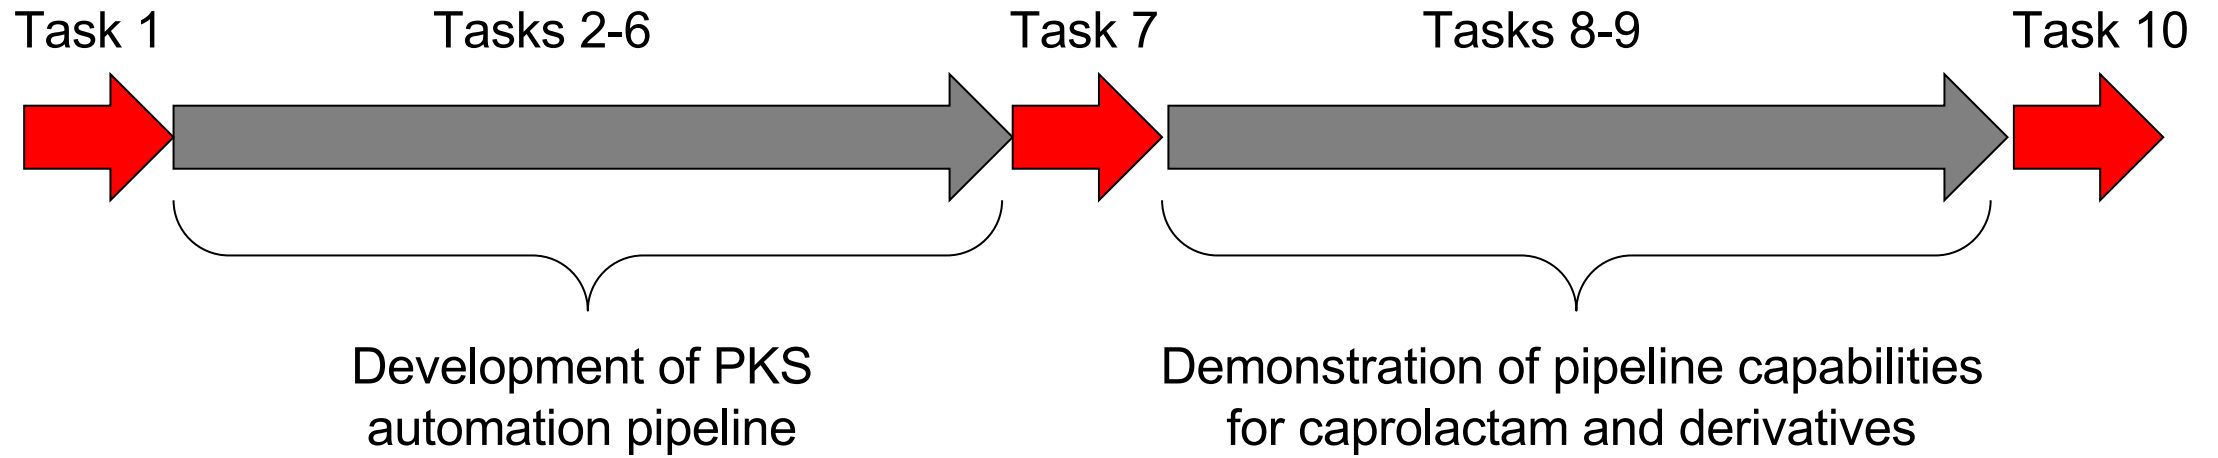 Task 1
Tasks 2-6
Task 7
Tasks 8-9
Task 10
Development of PKS
automation pipeline
Demonstration of pipeline capabilities
for caprolactam and derivatives